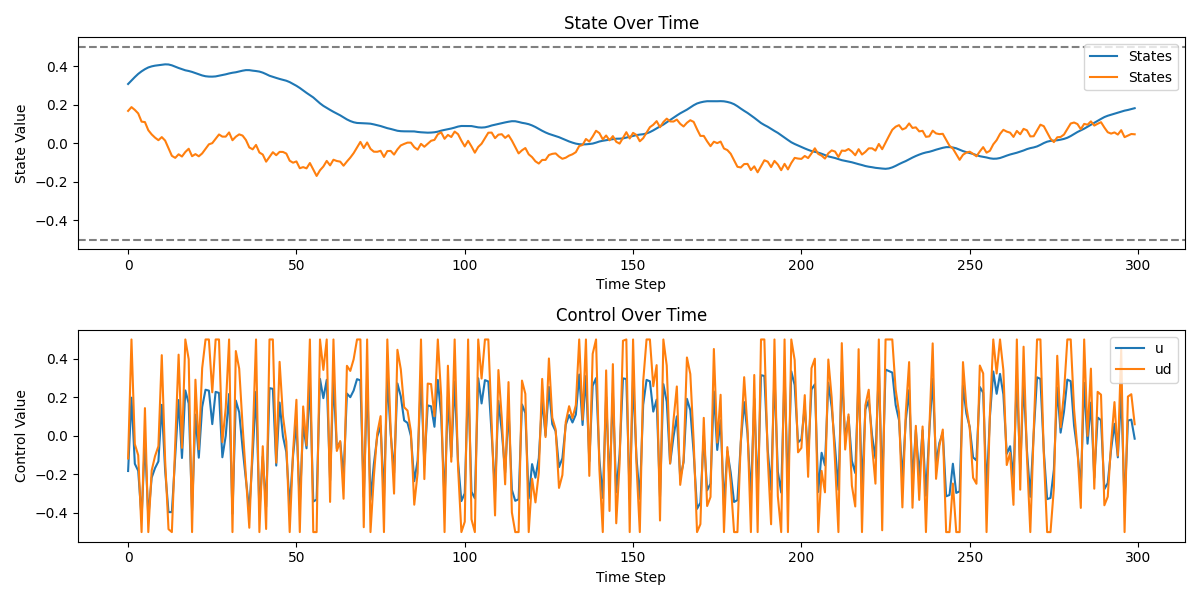 State Over Time
State Value
0.4
0.2
0.0
−0.2
−0.4
States
States
0 50 100 150 200 250 300
Time Step
Control Over Time
Control Value
0.4
0.2
0.0
−0.2
−0.4
u
ud
0 50 100 150 200 250 300
Time Step